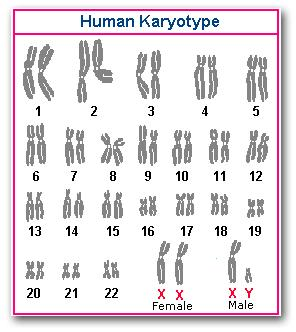 Human Karyotype
1 2 3 4 5
6 7 8 9 10 11 12
13 14 15 16 17 18 19
20 21 22 X X X Y
Female Male